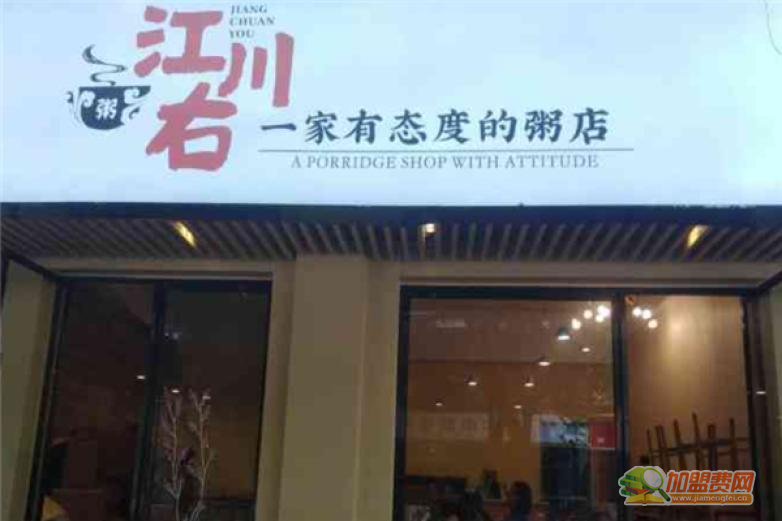 JIANG
CHUAN
YOU
江川右
粥
一家有态度的粥店
A PORRIDGE SHOP WITH ATTITUDE
加盟费网
www.jiamengfei.cn